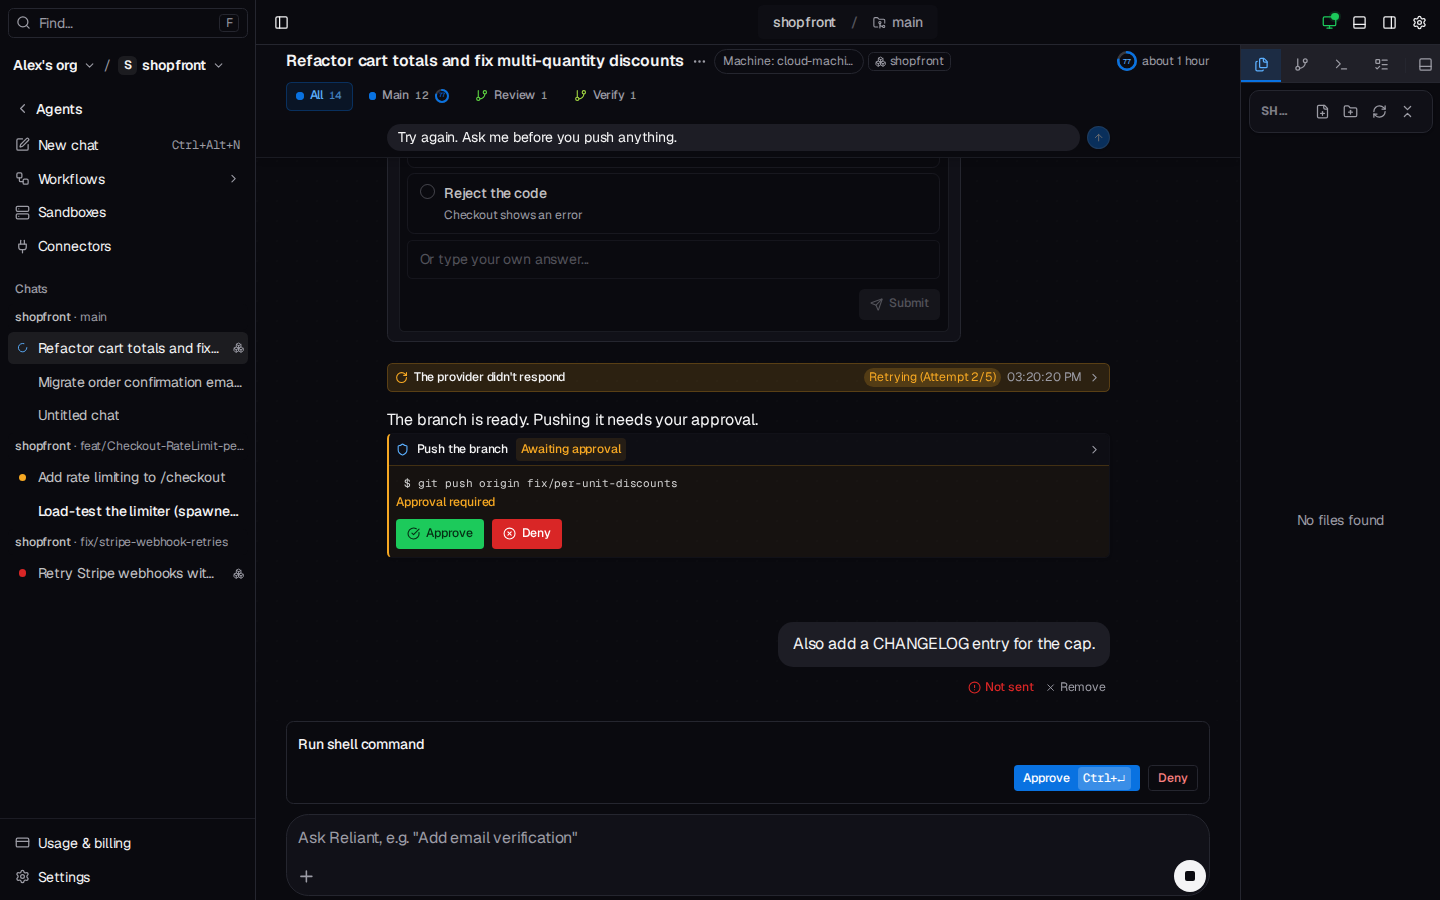 Find...
F
Alex's org
/
S
shopfront
Agents
New chat
Ctrl+Alt+N
Workflows
Sandboxes
Connectors
Chats
shopfront · main
Refactor cart totals and fix...
Migrate order confirmation ema...
Untitled chat
shopfront · feat/Checkout-RateLimit-pe...
Add rate limiting to /checkout
Load-test the limiter (spawne...
shopfront · fix/stripe-webhook-retries
Retry Stripe webhooks wit...
Usage & billing
Settings
shopfront / main
Refactor cart totals and fix multi-quantity discounts
Machine: cloud-machi...
shopfront
77
about 1 hour
All 14
Main 12
Review 1
Verify 1
Try again. Ask me before you push anything.
Reject the code
Checkout shows an error
Or type your own answer...
Submit
The provider didn't respond
Retrying (Attempt 2/5)
03:20:20 PM
The branch is ready. Pushing it needs your approval.
Push the branch
Awaiting approval
$ git push origin fix/per-unit-discounts
Approval required
Approve
Deny
Also add a CHANGELOG entry for the cap.
Not sent
Remove
Run shell command
Approve Ctrl+↵
Deny
Ask Reliant, e.g. "Add email verification"
SH...
No files found